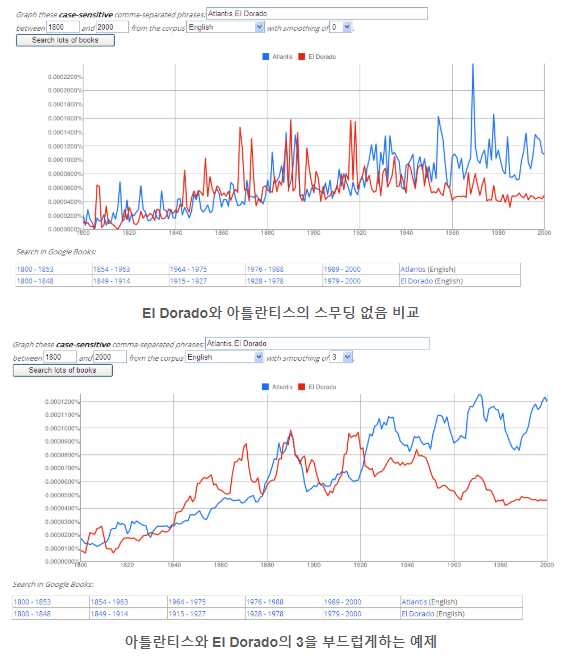 Graph these case-sensitive comma-separated phrases: Atlantis,El Dorado
between 1800 and 2000 from the corpus English with smoothing of 0 .
Search lots of books
Atlantis El Dorado
0.0002200%
0.0002000%
0.0001800%
0.0001600%
0.0001400%
0.0001200%
0.0001000%
0.0000800%
0.0000600%
0.0000400%
0.0000200%
0.0000000%
1800 1820 1840 1860 1880 1900 1920 1940 1960 1980 2000
Search in Google Books:
1800 - 1853 1854 - 1963 1964 - 1975 1976 - 1988 1989 - 2000 Atlantis (English)
1800 - 1848 1849 - 1914 1915 - 1927 1928 - 1978 1979 - 2000 El Dorado (English)
El Dorado와 아틀란티스의 스무딩 없음 비교
Graph these case-sensitive comma-separated phrases: Atlantis,El Dorado
between 1800 and 2000 from the corpus English with smoothing of 3 .
Search lots of books
Atlantis El Dorado
0.0001200%
0.0001100%
0.0001000%
0.0000900%
0.0000800%
0.0000700%
0.0000600%
0.0000500%
0.0000400%
0.0000300%
0.0000200%
0.0000100%
0.0000000%
1800 1820 1840 1860 1880 1900 1920 1940 1960 1980 2000
Search in Google Books:
1800 - 1853 1854 - 1963 1964 - 1975 1976 - 1988 1989 - 2000 Atlantis (English)
1800 - 1848 1849 - 1914 1915 - 1927 1928 - 1978 1979 - 2000 El Dorado (English)
아틀란티스와 El Dorado의 3을 부드럽게하는 예제